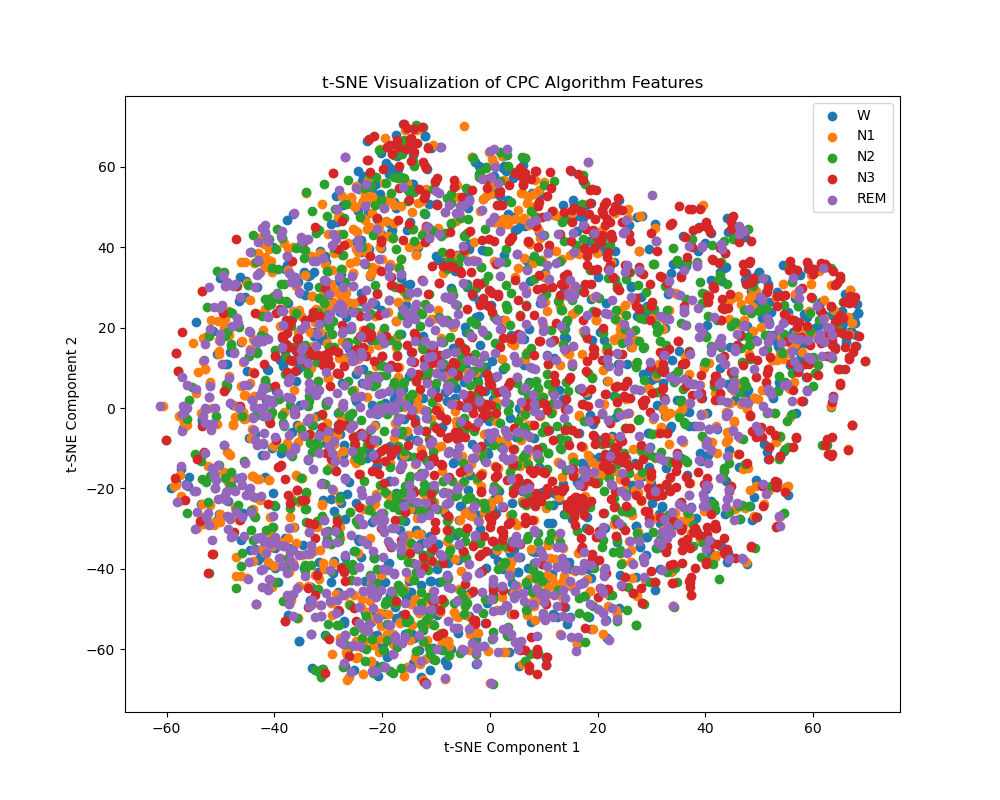 t-SNE Visualization of CPC Algorithm Features
W
N1
N2
N3
REM
60
40
20
0
−20
−40
−60
t-SNE Component 2
−60 −40 −20 0 20 40 60
t-SNE Component 1